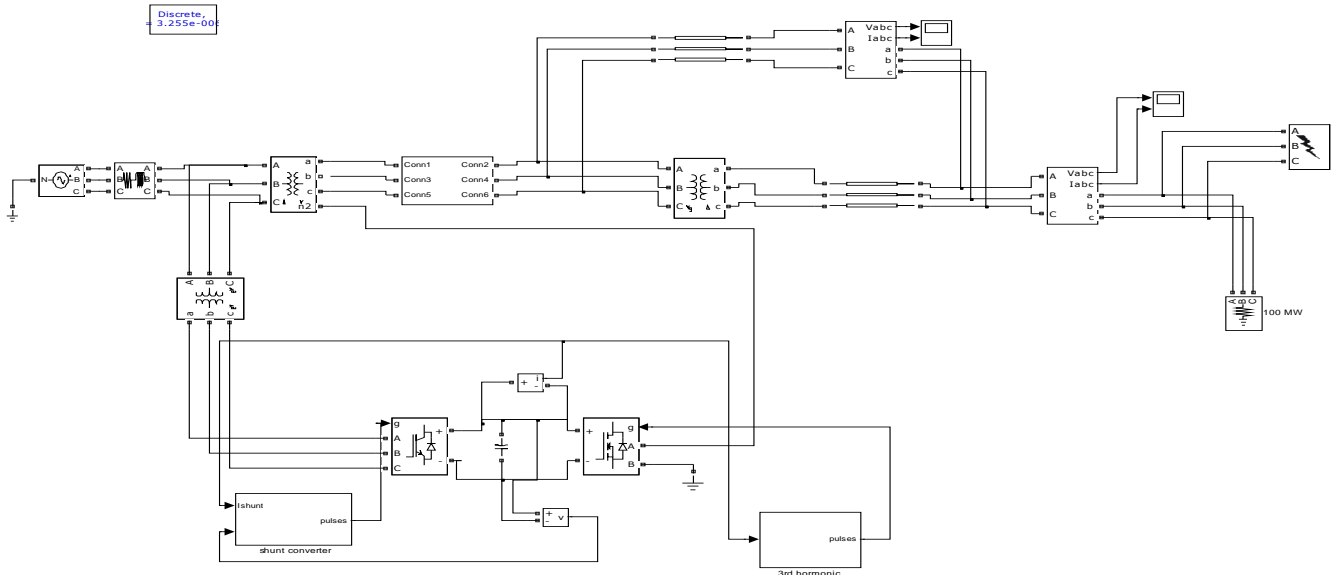 Discrete,
= 3.255e-006
Vabc
Iabc
A
a
B
b
C
c
A
B
C
N
A
B
C
A
B
C
A
B
C
A
B
C
a
b
c
n2
Conn1
Conn2
Conn3
Conn4
Conn5
Conn6
A
B
C
a
b
c
Vabc
Iabc
A
a
B
b
C
c
A
B
C
a
b
c
A
B
C
100 MW
+
i
-
g
A
B
C
+
-
+
-
g
A
B
Ishunt
pulses
shunt converter
+
-
v
pulses
3rd hormonic